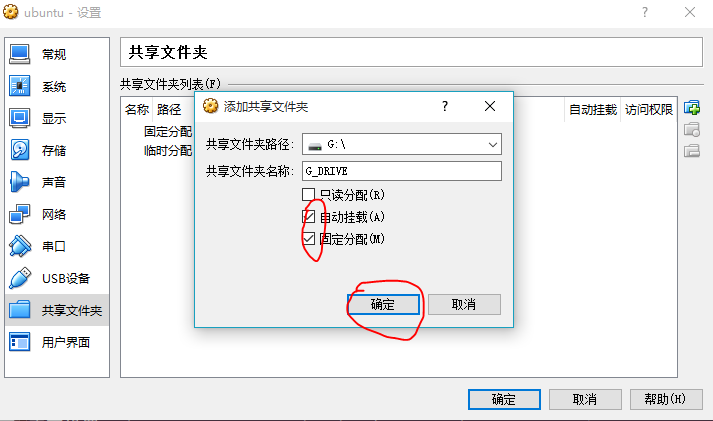 ubuntu - 设置
常规
系统
显示
存储
声音
网络
串口
USB设备
共享文件夹
用户界面
共享文件夹
共享文件夹列表(F)
名称 路径 自动挂载 访问权限
固定分配
临时分配
添加共享文件夹
共享文件夹路径: G:\
共享文件夹名称: G_DRIVE
只读分配(R)
自动挂载(A)
固定分配(M)
确定 取消
确定 取消 帮助(H)